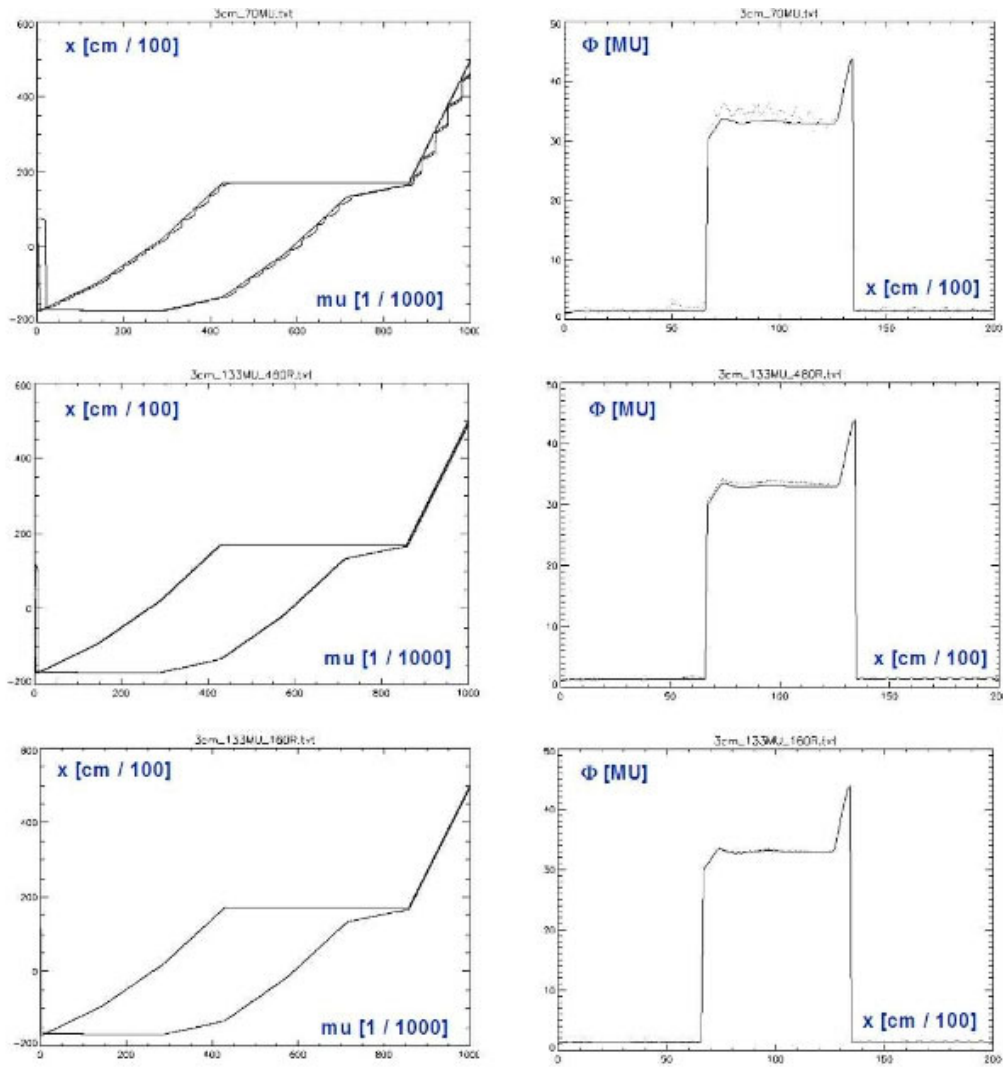 3cm_70MU.txt
x [cm / 100]
600
400
200
0
-200
mu [1 / 1000]
0 200 400 600 800 1000
3cm_70MU.txt
Φ [MU]
50
40
30
20
10
0
x [cm / 100]
0 50 100 150 200
3cm_133MU_480R.txt
x [cm / 100]
600
400
200
0
-200
mu [1 / 1000]
0 200 400 600 800 1000
3cm_133MU_480R.txt
Φ [MU]
50
40
30
20
10
0
x [cm / 100]
0 50 100 150 200
3cm_133MU_160R.txt
x [cm / 100]
600
400
200
0
-200
mu [1 / 1000]
0 200 400 600 800 1000
3cm_133MU_160R.txt
Φ [MU]
50
40
30
20
10
0
x [cm / 100]
0 50 100 150 200